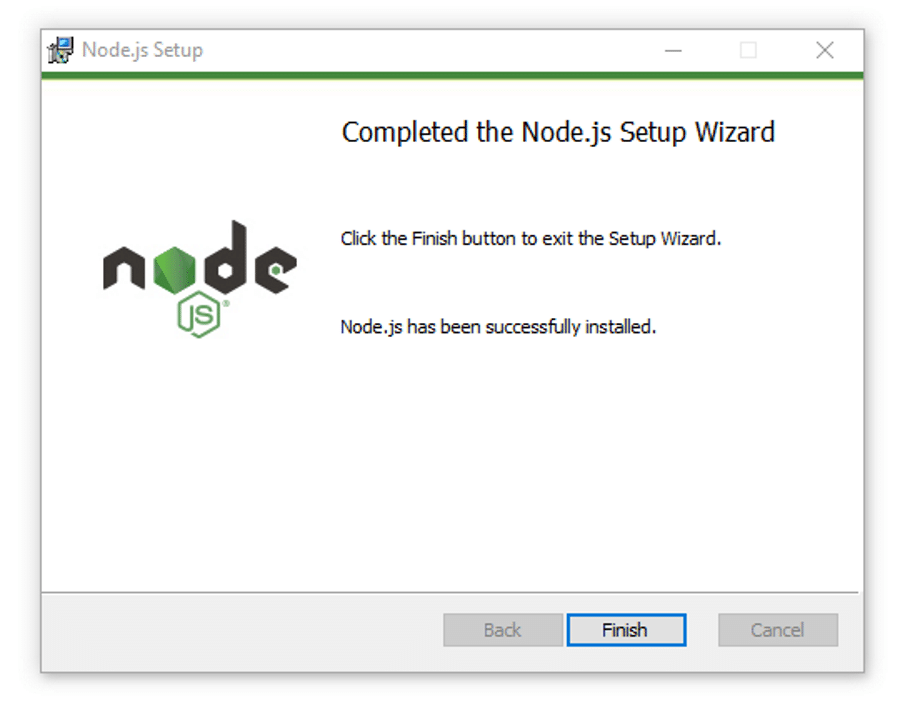 Node.js Setup
Completed the Node.js Setup Wizard
Click the Finish button to exit the Setup Wizard.
node
JS®
Node.js has been successfully installed.
Back
Finish
Cancel